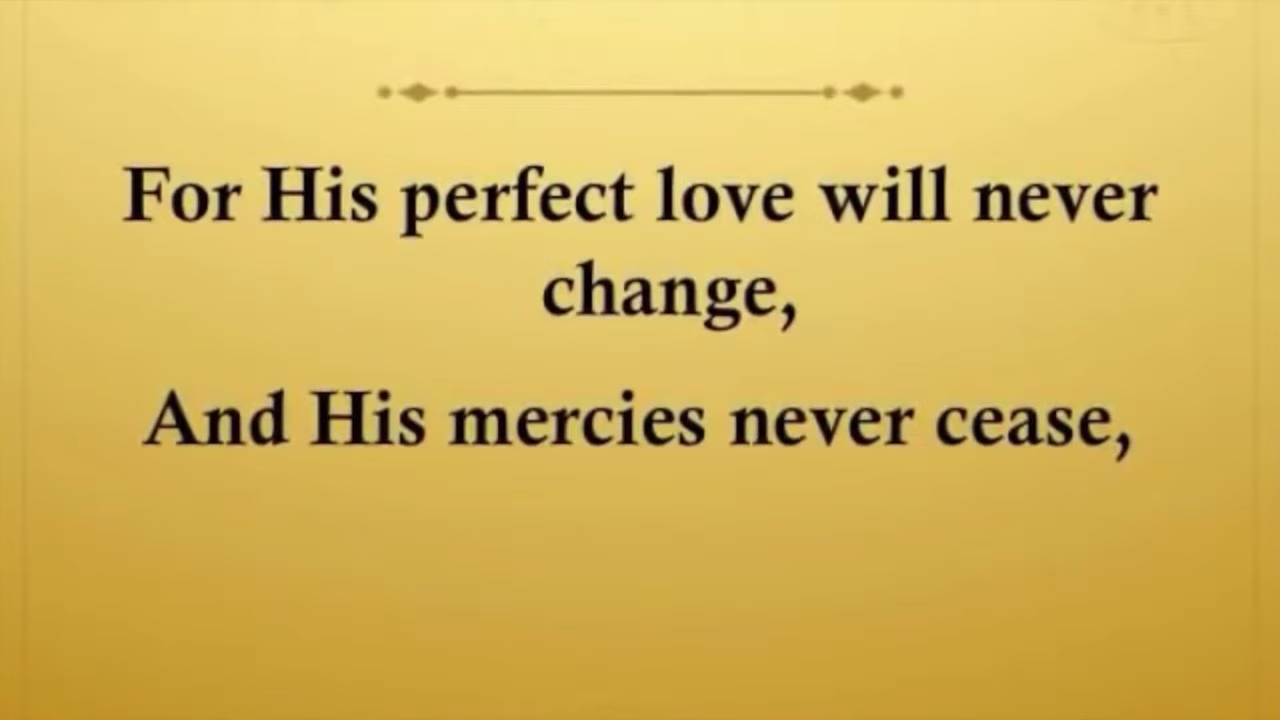 For His perfect love will never
change,
And His mercies never cease,